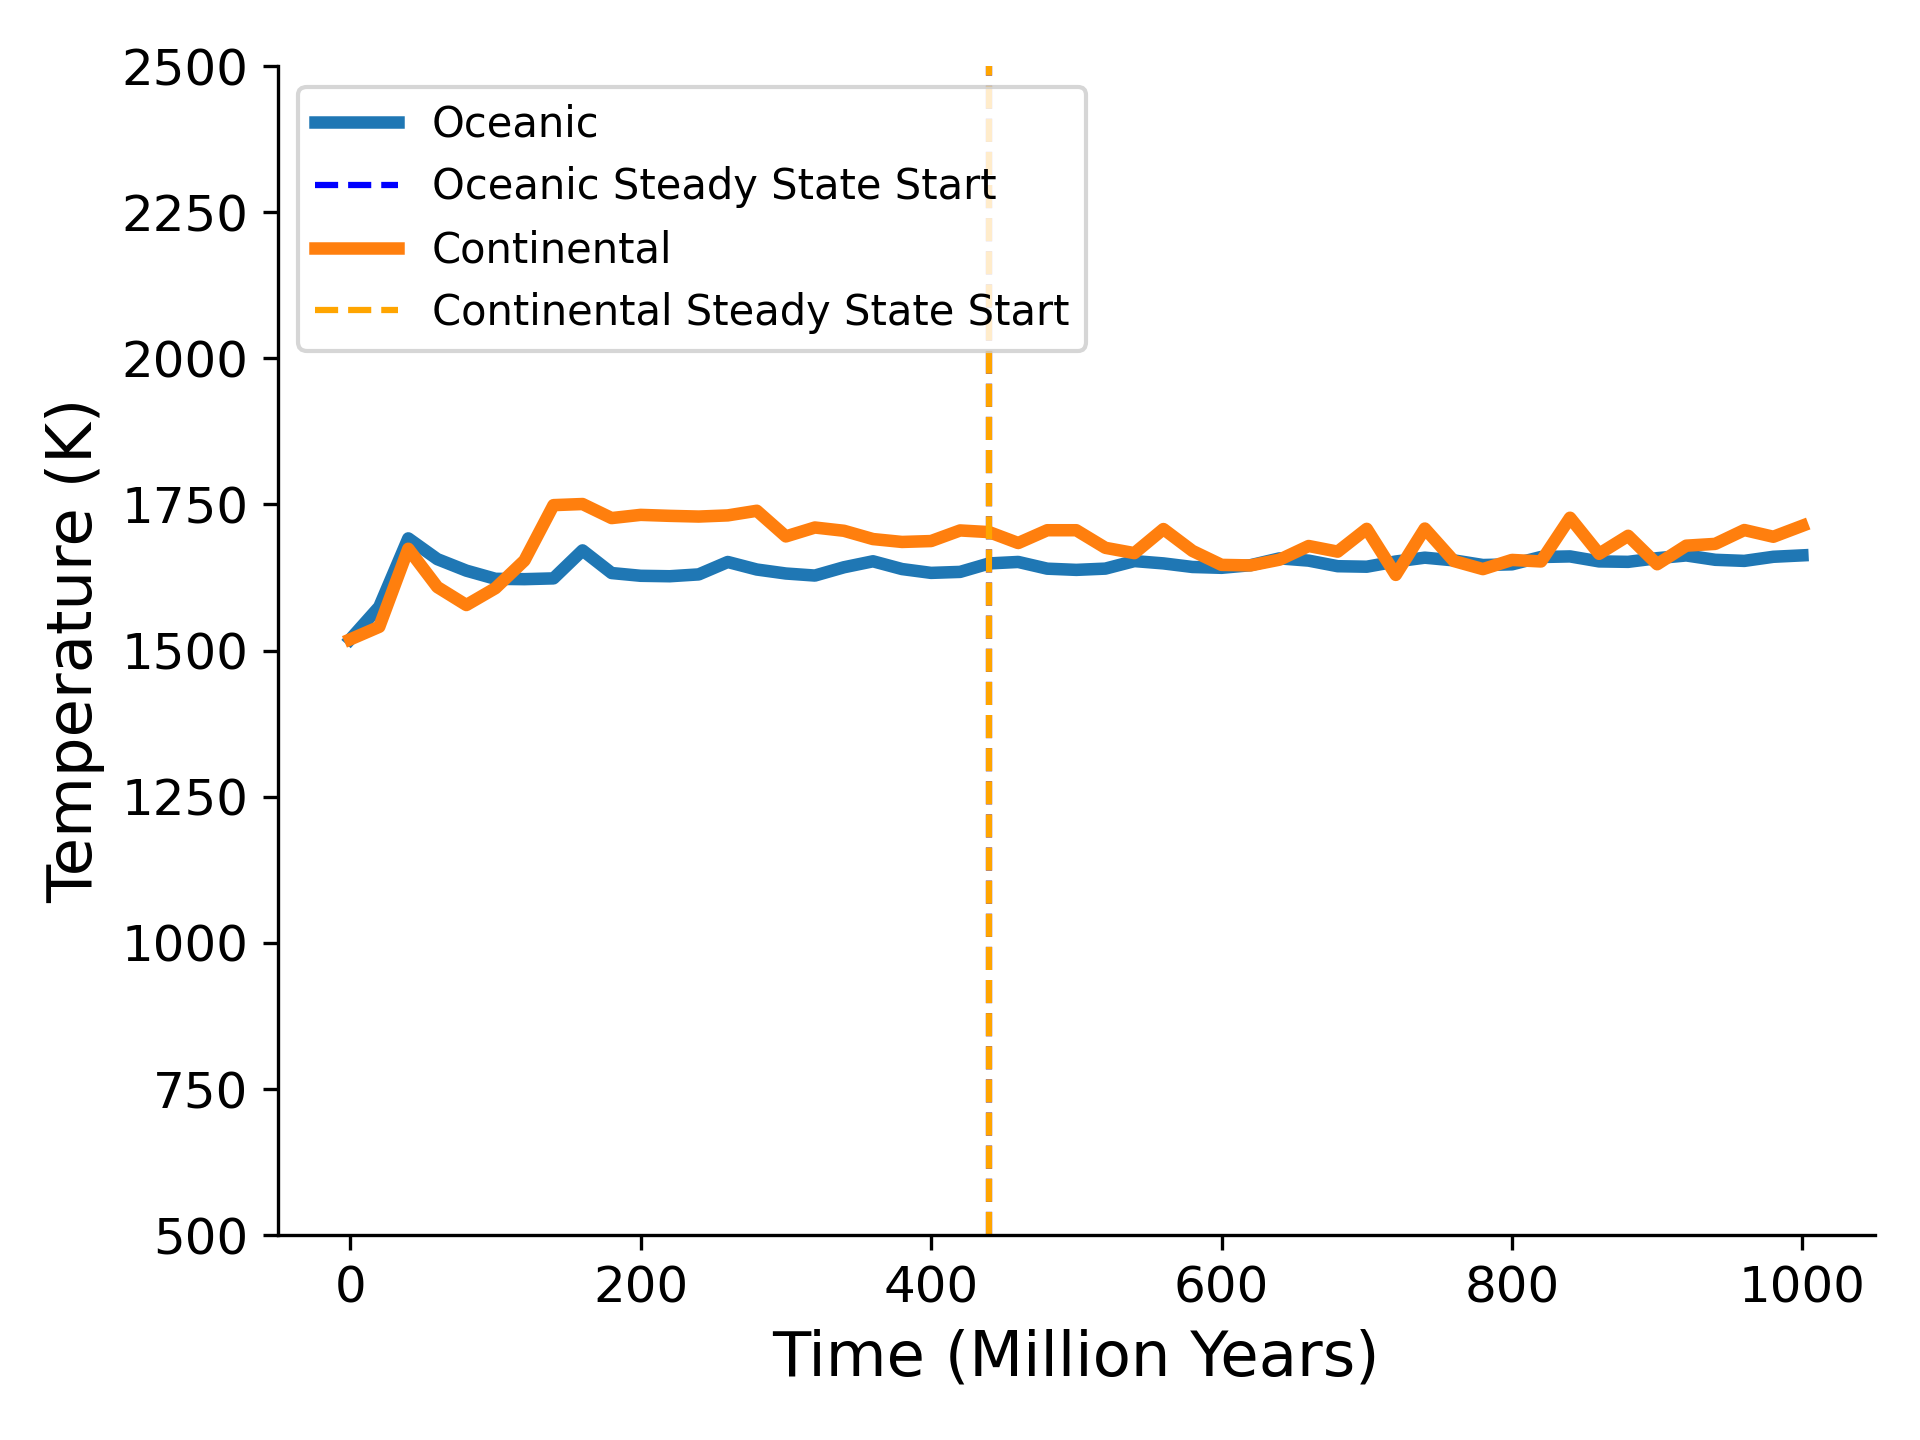 2500
2250
2000
1750
1500
1250
1000
750
500
Temperature (K)
Oceanic
Oceanic Steady State Start
Continental
Continental Steady State Start
0 200 400 600 800 1000
Time (Million Years)